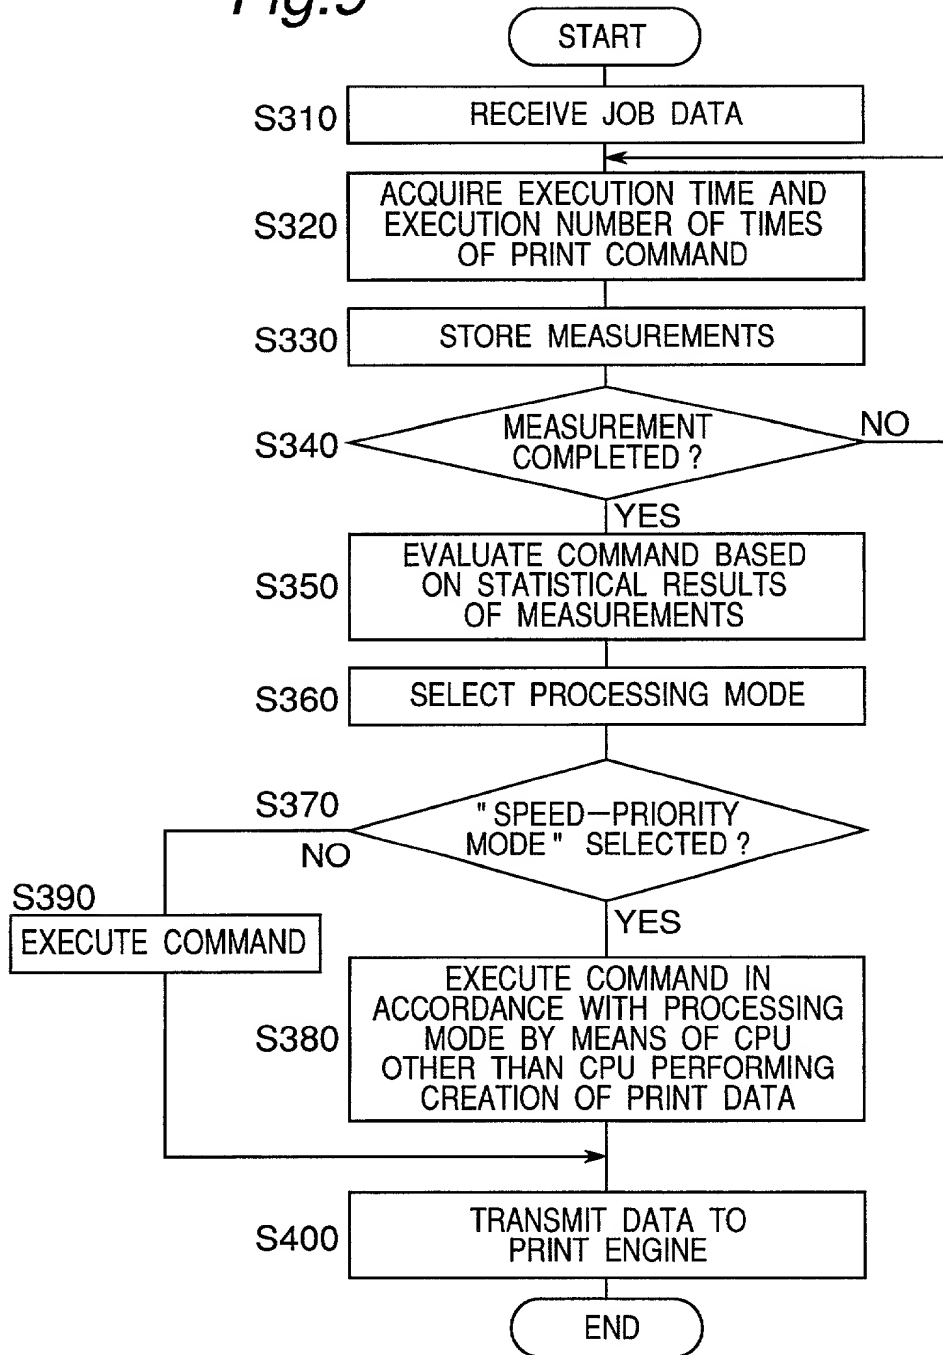 START
S310
RECEIVE JOB DATA
S320
ACQUIRE EXECUTION TIME AND
EXECUTION NUMBER OF TIMES
OF PRINT COMMAND
S330
STORE MEASUREMENTS
S340
MEASUREMENT
COMPLETED ?
NO
YES
S350
EVALUATE COMMAND BASED
ON STATISTICAL RESULTS
OF MEASUREMENTS
S360
SELECT PROCESSING MODE
S370
"SPEED–PRIORITY
MODE" SELECTED ?
NO
YES
S390
EXECUTE COMMAND
S380
EXECUTE COMMAND IN
ACCORDANCE WITH PROCESSING
MODE BY MEANS OF CPU
OTHER THAN CPU PERFORMING
CREATION OF PRINT DATA
S400
TRANSMIT DATA TO
PRINT ENGINE
END